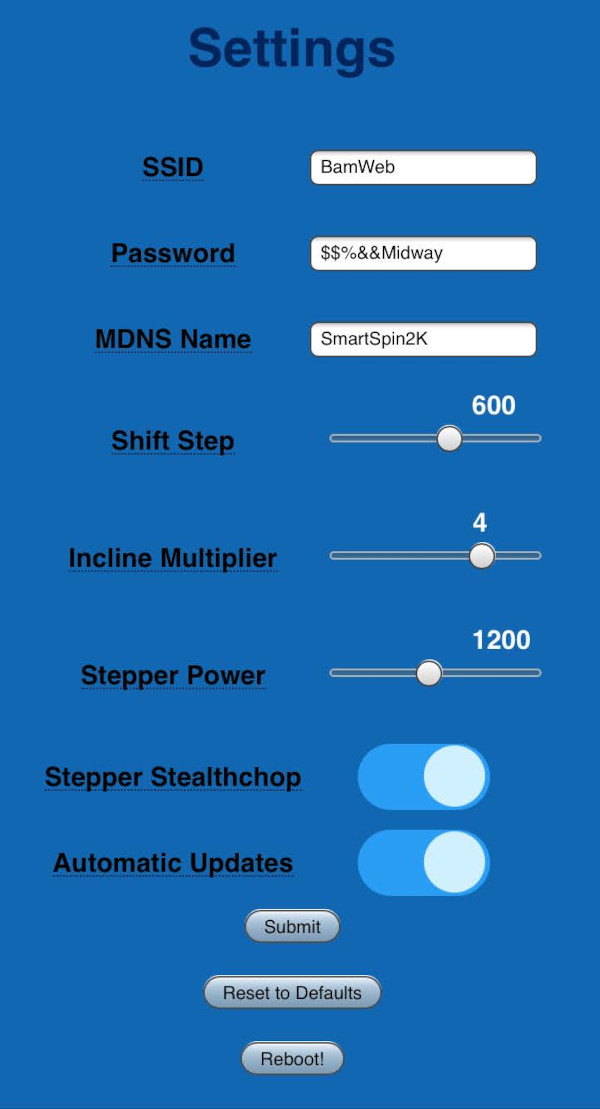 Settings
SSID
BamWeb
Password
$$%&&Midway
MDNS Name
SmartSpin2K
600
Shift Step
4
Incline Multiplier
1200
Stepper Power
Stepper Stealthchop
Automatic Updates
Submit
Reset to Defaults
Reboot!